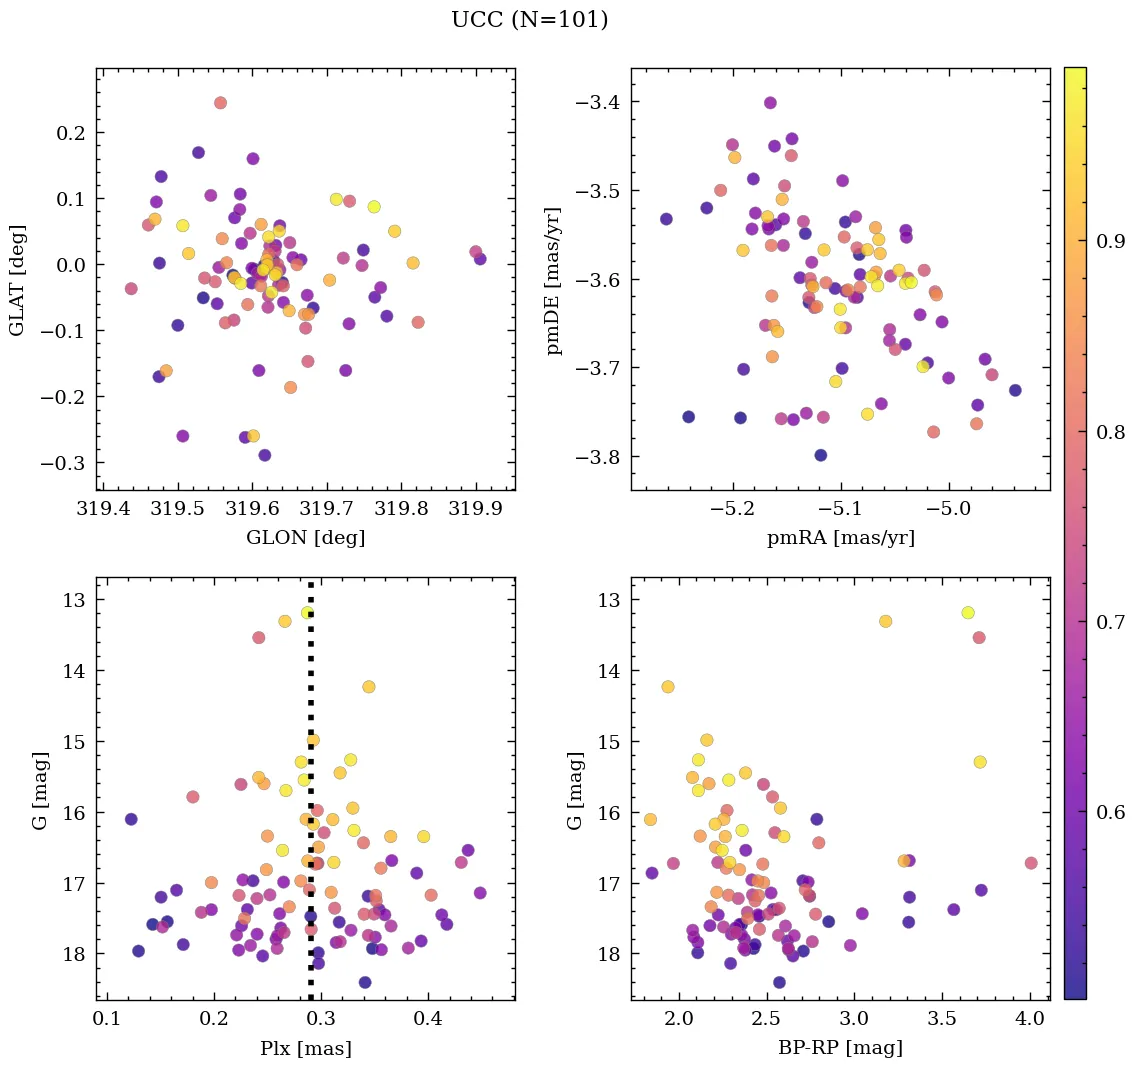 UCC (N=101)
0.2
0.1
0.0
−0.1
−0.2
−0.3
GLAT [deg]
319.4 319.5 319.6 319.7 319.8 319.9
GLON [deg]
−3.4
−3.5
−3.6
−3.7
−3.8
pmDE [mas/yr]
−5.2 −5.1 −5.0
pmRA [mas/yr]
13
14
15
16
17
18
G [mag]
0.1 0.2 0.3 0.4
Plx [mas]
13
14
15
16
17
18
G [mag]
2.0 2.5 3.0 3.5 4.0
BP-RP [mag]
0.9
0.8
0.7
0.6